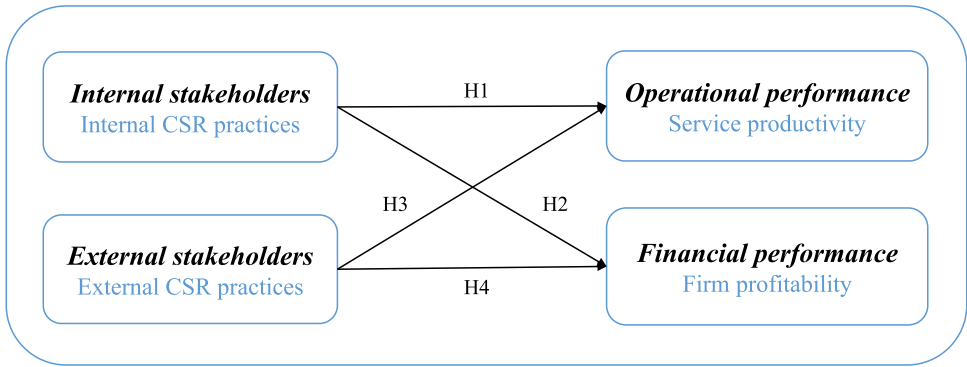 Internal stakeholders
Internal CSR practices
H1
Operational performance
Service productivity
H3
H2
External stakeholders
External CSR practices
H4
Financial performance
Firm profitability